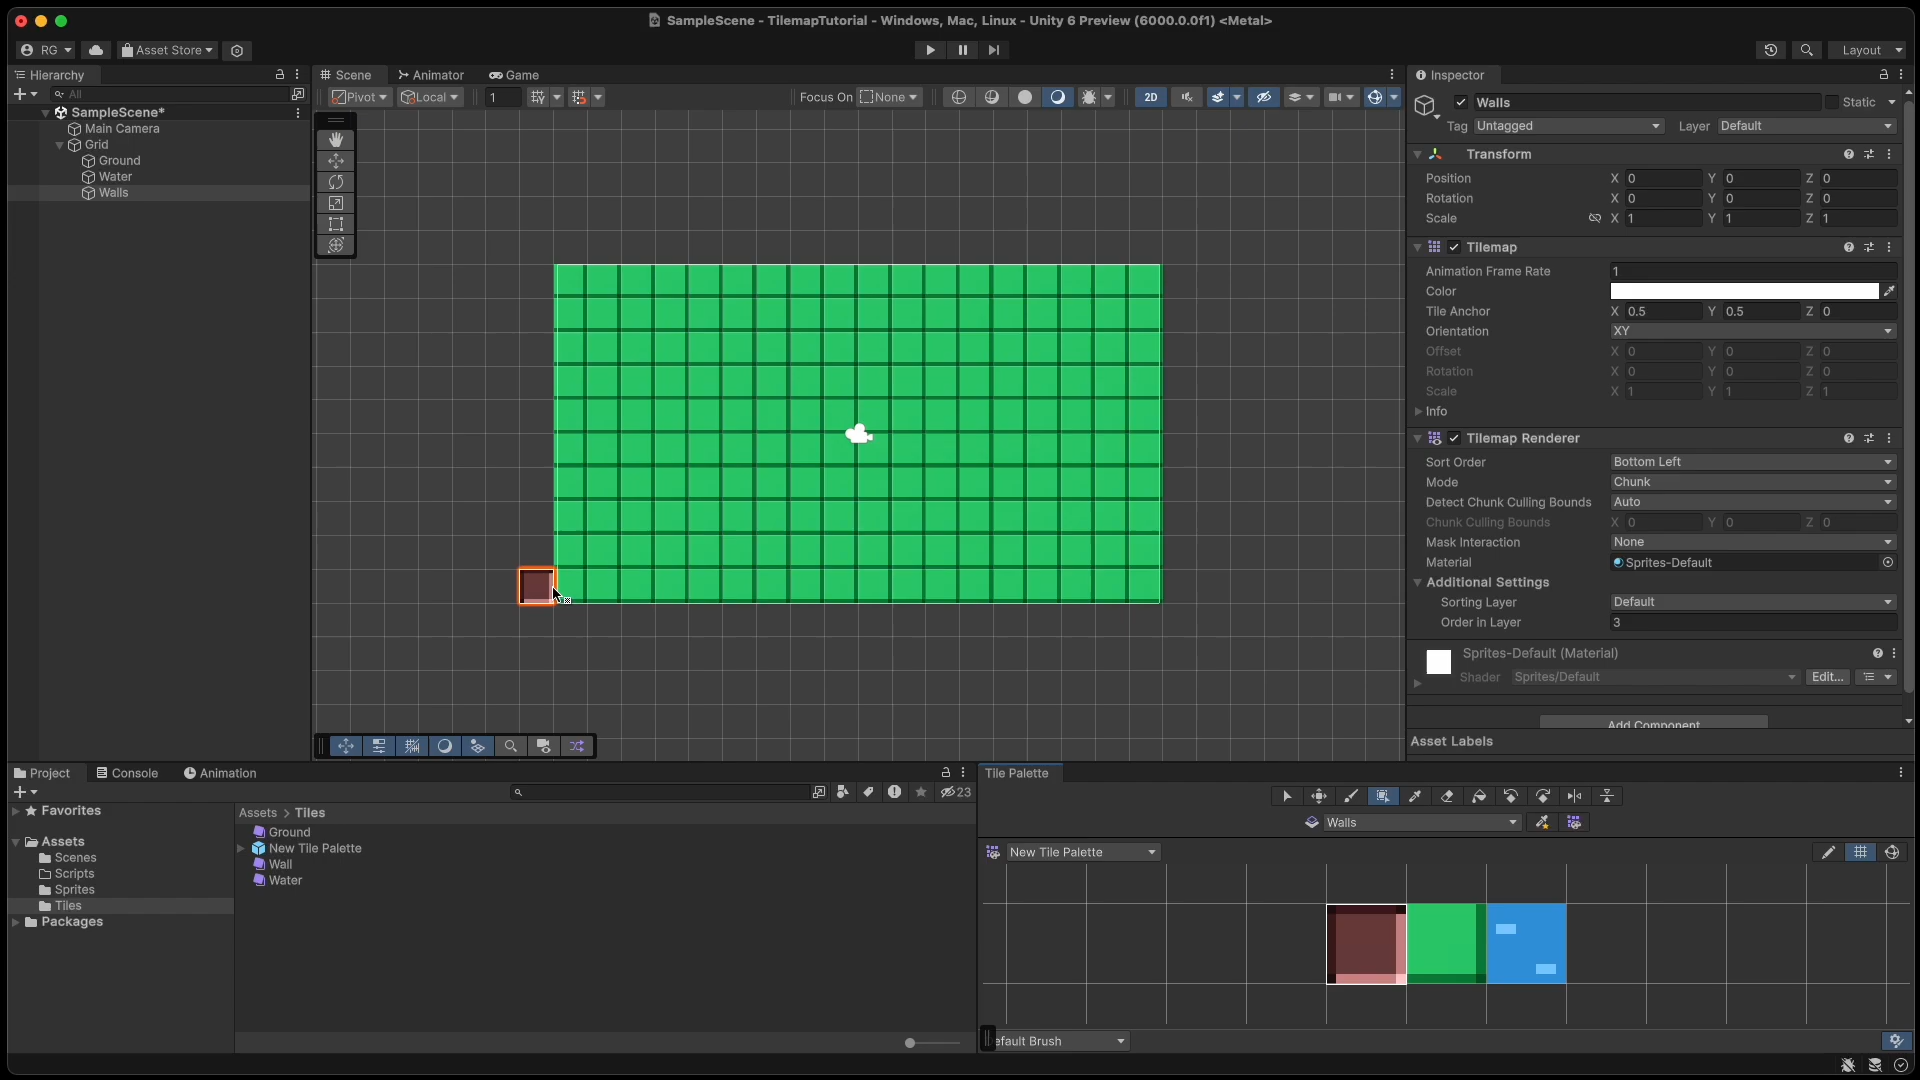 SampleScene - TilemapTutorial - Windows, Mac, Linux - Unity 6 Preview (6000.0.0f1) <Metal>
RG
Asset Store
Layout
Hierarchy
All
SampleScene*
Main Camera
Grid
Ground
Water
Walls
Scene
Animator
Game
Pivot
Local
1
Focus On
None
2D
Inspector
Walls
Static
Tag
Untagged
Layer
Default
Transform
Position X 0 Y 0 Z 0
Rotation X 0 Y 0 Z 0
Scale X 1 Y 1 Z 1
Tilemap
Animation Frame Rate 1
Color
Tile Anchor X 0.5 Y 0.5 Z 0
Orientation XY
Offset X 0 Y 0 Z 0
Rotation X 0 Y 0 Z 0
Scale X 1 Y 1 Z 1
Info
Tilemap Renderer
Sort Order Bottom Left
Mode Chunk
Detect Chunk Culling Bounds Auto
Chunk Culling Bounds X 0 Y 0 Z 0
Mask Interaction None
Material Sprites-Default
Additional Settings
Sorting Layer Default
Order in Layer 3
Sprites-Default (Material)
Shader Sprites/Default Edit...
Add Component
Asset Labels
Project
Console
Animation
23
Favorites
Assets
Scenes
Scripts
Sprites
Tiles
Packages
Assets > Tiles
Ground
New Tile Palette
Wall
Water
Tile Palette
Walls
New Tile Palette
efault Brush